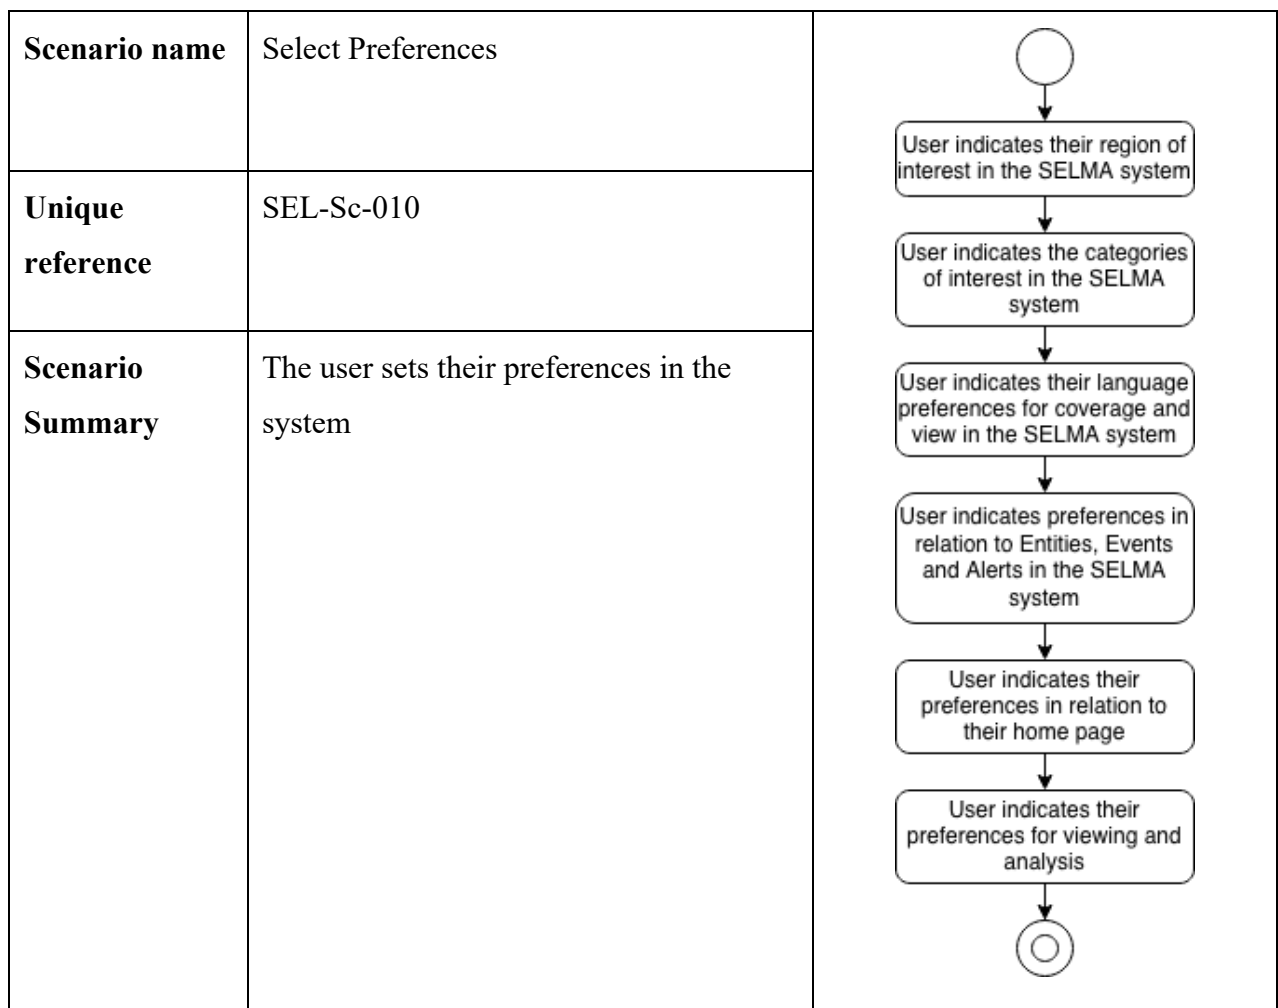 Scenario name
Select Preferences
Unique
reference
SEL-Sc-010
Scenario
Summary
The user sets their preferences in the
system
User indicates their region of
interest in the SELMA system
User indicates the categories
of interest in the SELMA
system
User indicates their language
preferences for coverage and
view in the SELMA system
User indicates preferences in
relation to Entities, Events
and Alerts in the SELMA
system
User indicates their
preferences in relation to
their home page
User indicates their
preferences for viewing and
analysis